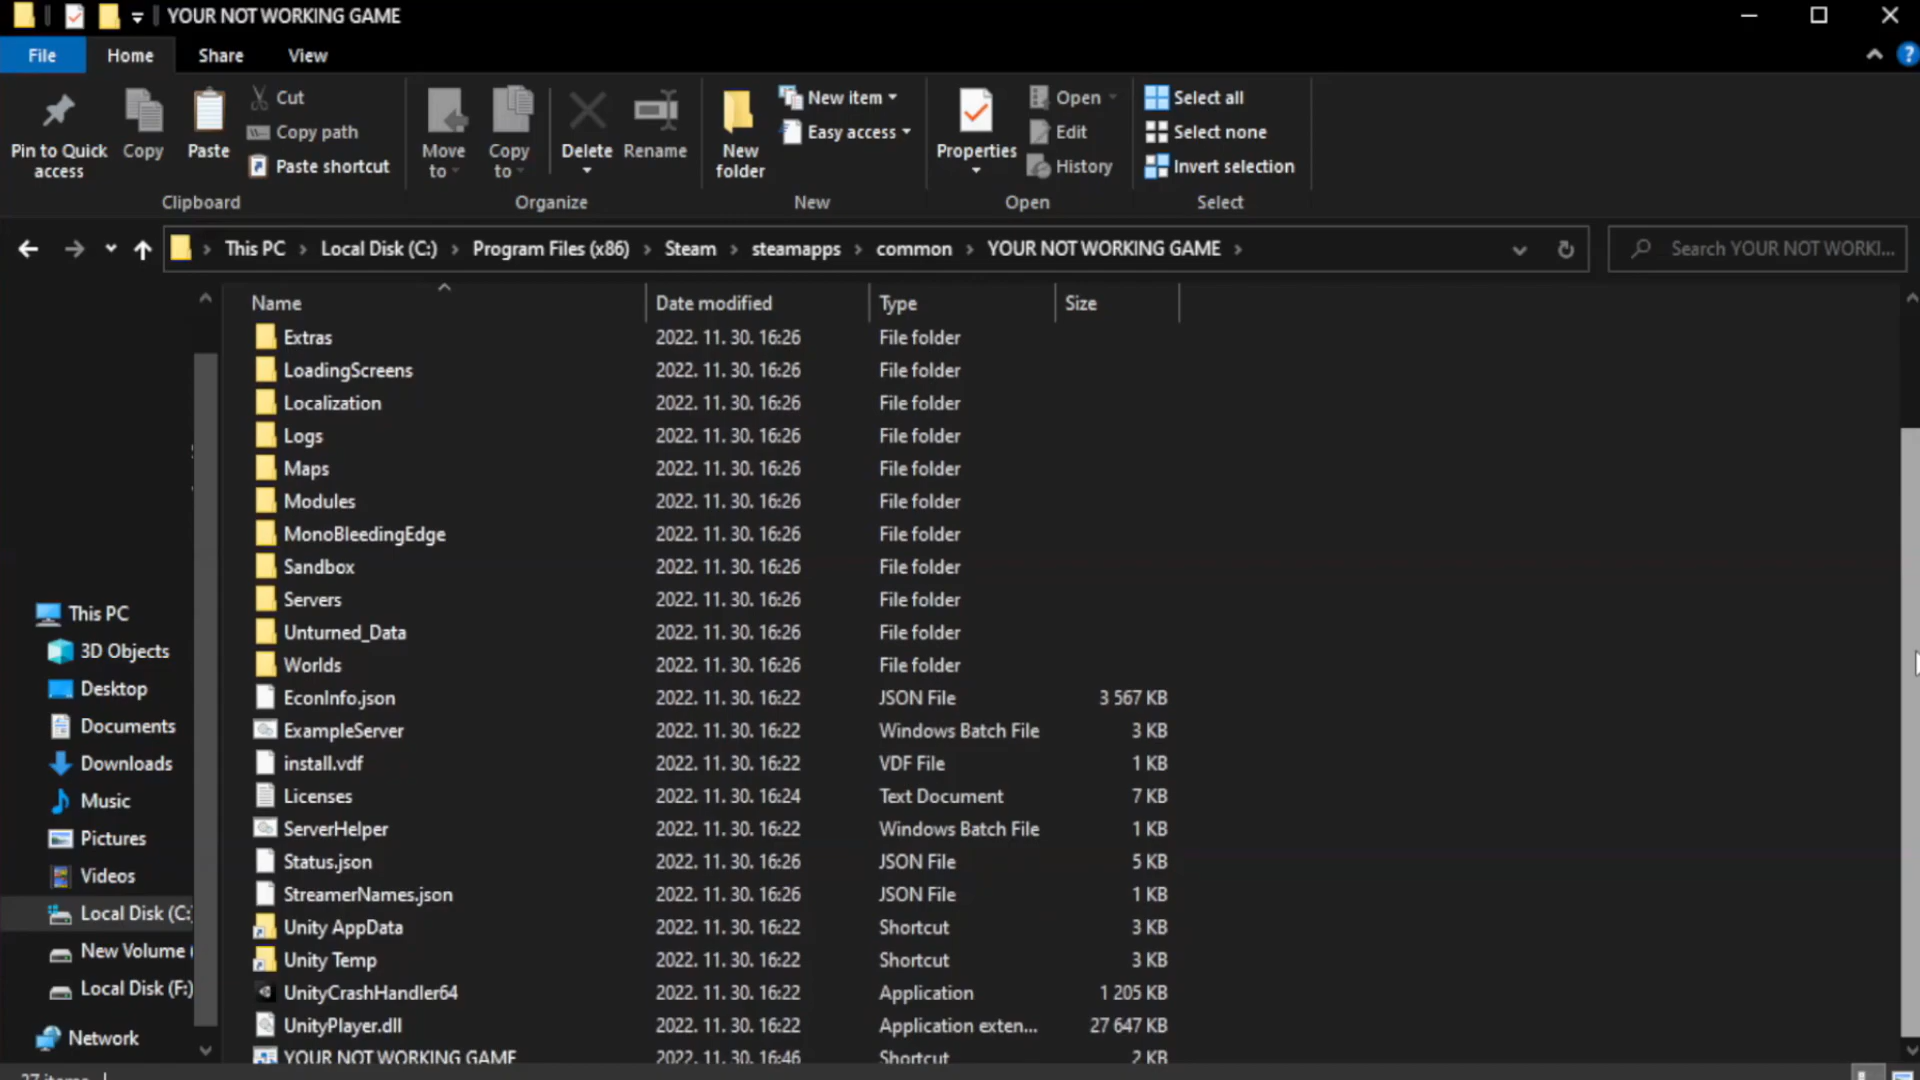 YOUR NOT WORKING GAME
File Home Share View
Pin to Quick access
Copy
Paste
Cut
Copy path
Paste shortcut
Clipboard
Move to
Copy to
Delete
Rename
Organize
New folder
New item
Easy access
New
Properties
Open
Edit
History
Open
Select all
Select none
Invert selection
Select
This PC Local Disk (C:) Program Files (x86) Steam steamapps common YOUR NOT WORKING GAME
Search YOUR NOT WORKI...
Name Date modified Type Size
Extras 2022. 11. 30. 16:26 File folder
LoadingScreens 2022. 11. 30. 16:26 File folder
Localization 2022. 11. 30. 16:26 File folder
Logs 2022. 11. 30. 16:26 File folder
Maps 2022. 11. 30. 16:26 File folder
Modules 2022. 11. 30. 16:26 File folder
MonoBleedingEdge 2022. 11. 30. 16:26 File folder
Sandbox 2022. 11. 30. 16:26 File folder
Servers 2022. 11. 30. 16:26 File folder
Unturned_Data 2022. 11. 30. 16:26 File folder
Worlds 2022. 11. 30. 16:26 File folder
EconInfo.json 2022. 11. 30. 16:22 JSON File 3 567 KB
ExampleServer 2022. 11. 30. 16:22 Windows Batch File 3 KB
install.vdf 2022. 11. 30. 16:22 VDF File 1 KB
Licenses 2022. 11. 30. 16:24 Text Document 7 KB
ServerHelper 2022. 11. 30. 16:22 Windows Batch File 1 KB
Status.json 2022. 11. 30. 16:26 JSON File 5 KB
StreamerNames.json 2022. 11. 30. 16:26 JSON File 1 KB
Unity AppData 2022. 11. 30. 16:22 Shortcut 3 KB
Unity Temp 2022. 11. 30. 16:22 Shortcut 3 KB
UnityCrashHandler64 2022. 11. 30. 16:22 Application 1 205 KB
UnityPlayer.dll 2022. 11. 30. 16:22 Application exten... 27 647 KB
YOUR NOT WORKING GAME 2022. 11. 30. 16:46 Shortcut 2 KB
This PC
3D Objects
Desktop
Documents
Downloads
Music
Pictures
Videos
Local Disk (C:)
New Volume (
Local Disk (F:)
Network